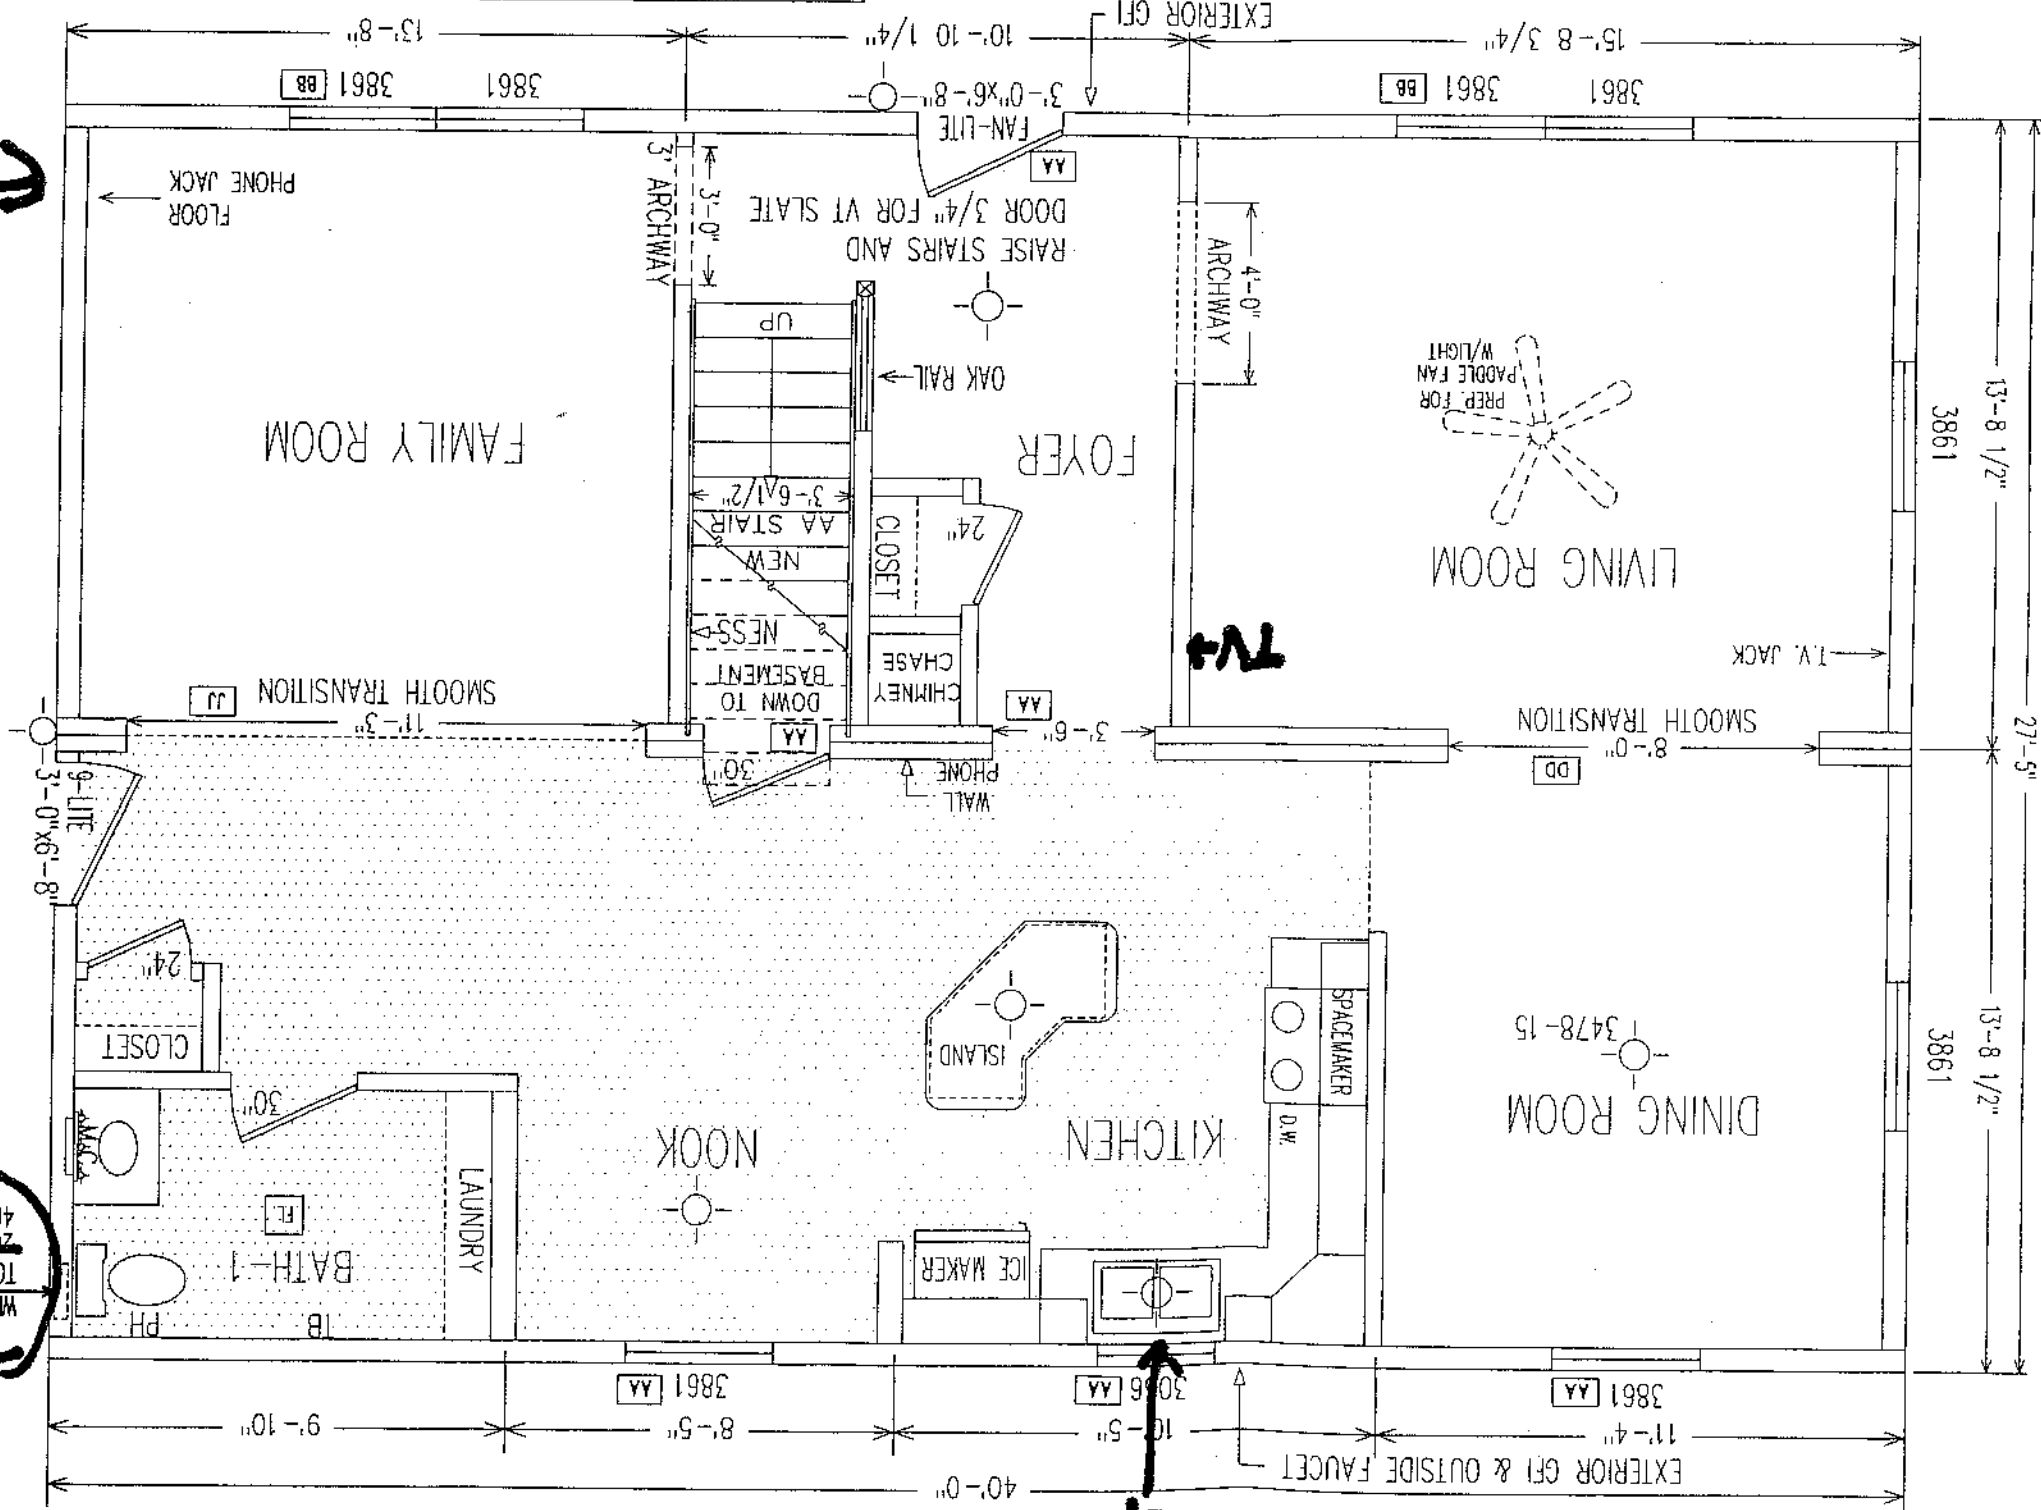 40'-0"
EXTERIOR GFI & OUTSIDE FAUCET
11'-4"
10'-5"
8'-5"
9'-10"
3861 AA
AA
3861 AA
PH
IB
BATH-1
FL.
M.C.
LAUNDRY
30"
CLOSET
24"
NOOK
ICE MAKER
KITCHEN
ISLAND
D.W.
SPACEMAKER
DINING ROOM
3478-15
3861
13'-8 1/2"
27'-5"
9-LITE
3'-0"x6'-8"
WALL
PHONE
30"
AA
DD
8'-0"
SMOOTH TRANSITION
3'-6"
AA
11'-3"
SMOOTH TRANSITION
JJ
DOWN TO
BASEMENT
NESS
NEW
AA STAIR
3'-6 1/2"
UP
CHIMNEY
CHASE
CLOSET
24"
TV
T.V. JACK
LIVING ROOM
PREP. FOR
PADDLE FAN
W/LIGHT
3861
13'-8 1/2"
FOYER
FAMILY ROOM
OAK RAIL
4'-0"
ARCHWAY
RAISE STAIRS AND
DOOR 3/4" FOR VT SLATE
3'-0"
3' ARCHWAY
FLOOR
PHONE JACK
AA
FAN-LITE
3'-0"x6'-8"
3861
3861 BB
3861
3861 BB
15'-8 3/4"
10'-10 1/4"
13'-8"
EXTERIOR GFI